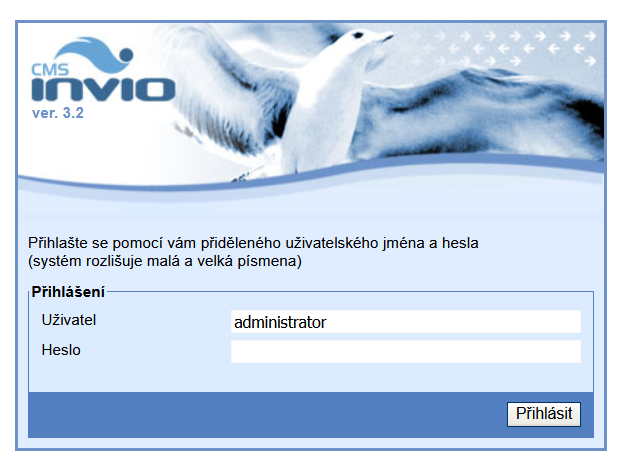 CMS
INVIO
ver. 3.2
Přihlašte se pomocí vám přiděleného uživatelského jména a hesla
(systém rozlišuje malá a velká písmena)
Přihlášení
Uživatel administrator
Heslo
Přihlásit